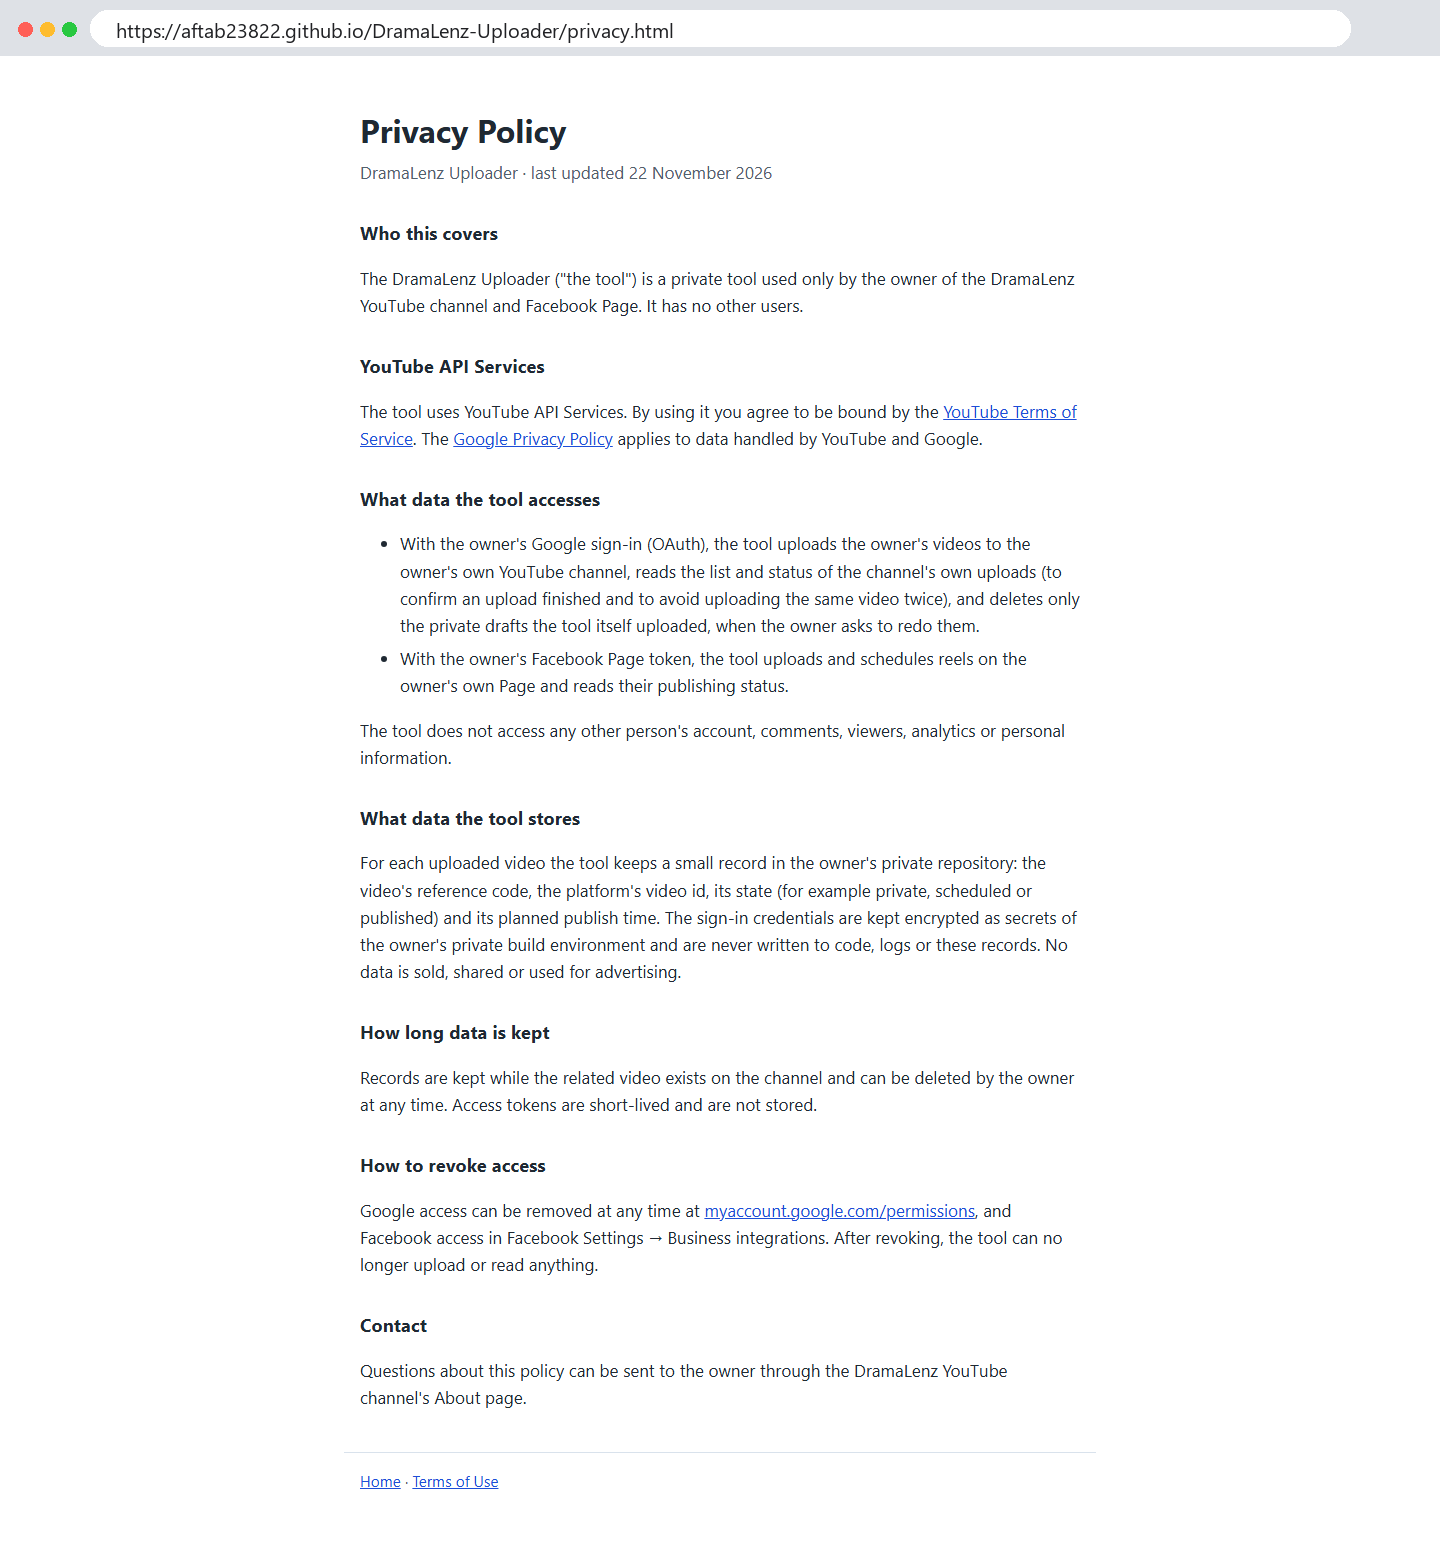 https://aftab23822.github.io/DramaLenz-Uploader/privacy.html
Privacy Policy
DramaLenz Uploader · last updated 22 November 2026
Who this covers
The DramaLenz Uploader ("the tool") is a private tool used only by the owner of the DramaLenz
YouTube channel and Facebook Page. It has no other users.
YouTube API Services
The tool uses YouTube API Services. By using it you agree to be bound by the YouTube Terms of
Service. The Google Privacy Policy applies to data handled by YouTube and Google.
What data the tool accesses
• With the owner's Google sign-in (OAuth), the tool uploads the owner's videos to the
owner's own YouTube channel, reads the list and status of the channel's own uploads (to
confirm an upload finished and to avoid uploading the same video twice), and deletes only
the private drafts the tool itself uploaded, when the owner asks to redo them.
• With the owner's Facebook Page token, the tool uploads and schedules reels on the
owner's own Page and reads their publishing status.
The tool does not access any other person's account, comments, viewers, analytics or personal
information.
What data the tool stores
For each uploaded video the tool keeps a small record in the owner's private repository: the
video's reference code, the platform's video id, its state (for example private, scheduled or
published) and its planned publish time. The sign-in credentials are kept encrypted as secrets of
the owner's private build environment and are never written to code, logs or these records. No
data is sold, shared or used for advertising.
How long data is kept
Records are kept while the related video exists on the channel and can be deleted by the owner
at any time. Access tokens are short-lived and are not stored.
How to revoke access
Google access can be removed at any time at myaccount.google.com/permissions, and
Facebook access in Facebook Settings → Business integrations. After revoking, the tool can no
longer upload or read anything.
Contact
Questions about this policy can be sent to the owner through the DramaLenz YouTube
channel's About page.
Home · Terms of Use